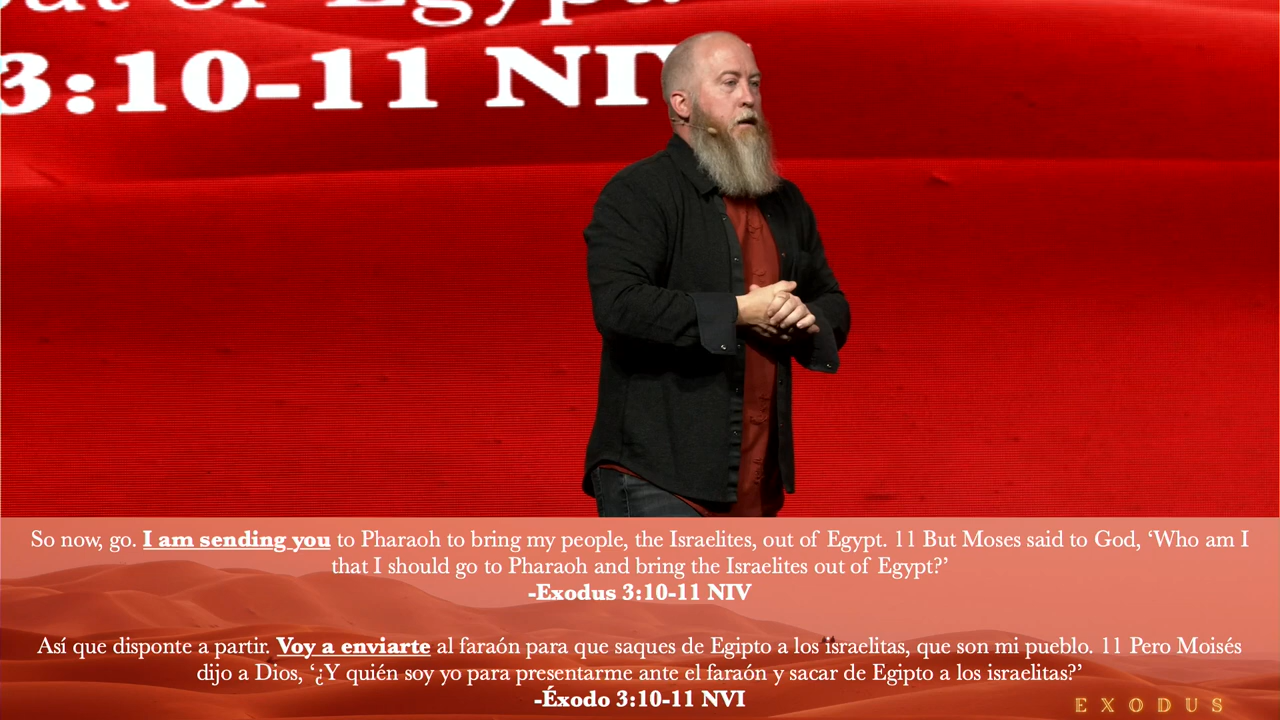 out of Egypt
3:10-11 NIV
So now, go. I am sending you to Pharaoh to bring my people, the Israelites, out of Egypt. 11 But Moses said to God, ‘Who am I
that I should go to Pharaoh and bring the Israelites out of Egypt?’
-Exodus 3:10-11 NIV
Así que disponte a partir. Voy a enviarte al faraón para que saques de Egipto a los israelitas, que son mi pueblo. 11 Pero Moisés
dijo a Dios, ‘¿Y quién soy yo para presentarme ante el faraón y sacar de Egipto a los israelitas?’
-Éxodo 3:10-11 NVI
EXODUS